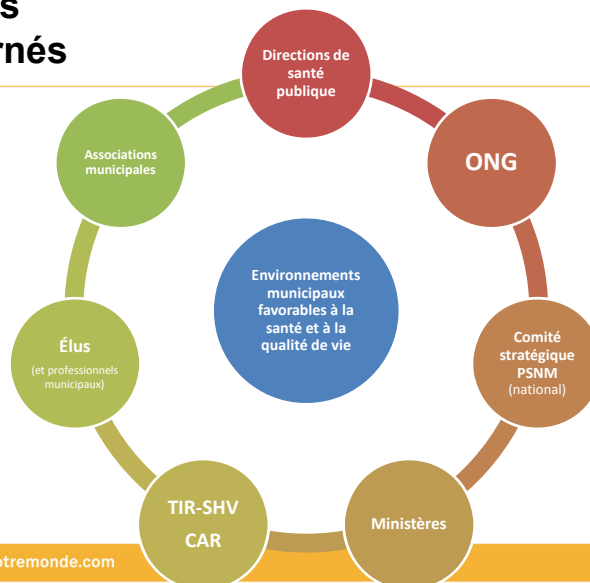 s
rnés
Directions de
santé
publique
Associations
municipales
ONG
Environnements
municipaux
favorables à la
santé et à la
qualité de vie
Élus
(et professionnels
municipaux)
Comité
stratégique
PSNM
(national)
TIR-SHV
CAR
Ministères
otremonde.com